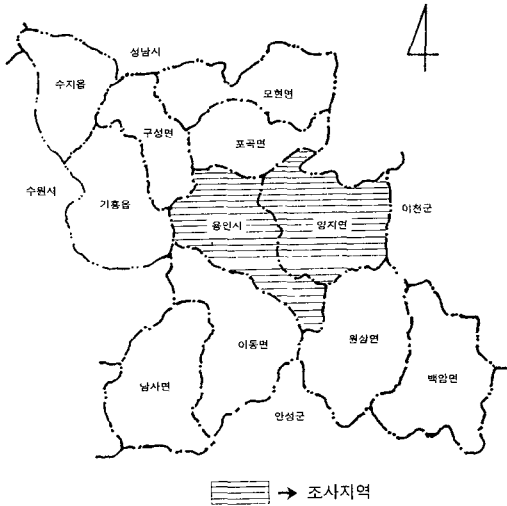 성남시
수지읍
모현면
구성면
포곡면
수원시
기흥읍
용인시
양지면
이천군
이동면
원삼면
남사면
백암면
안성군
→ 조사지역